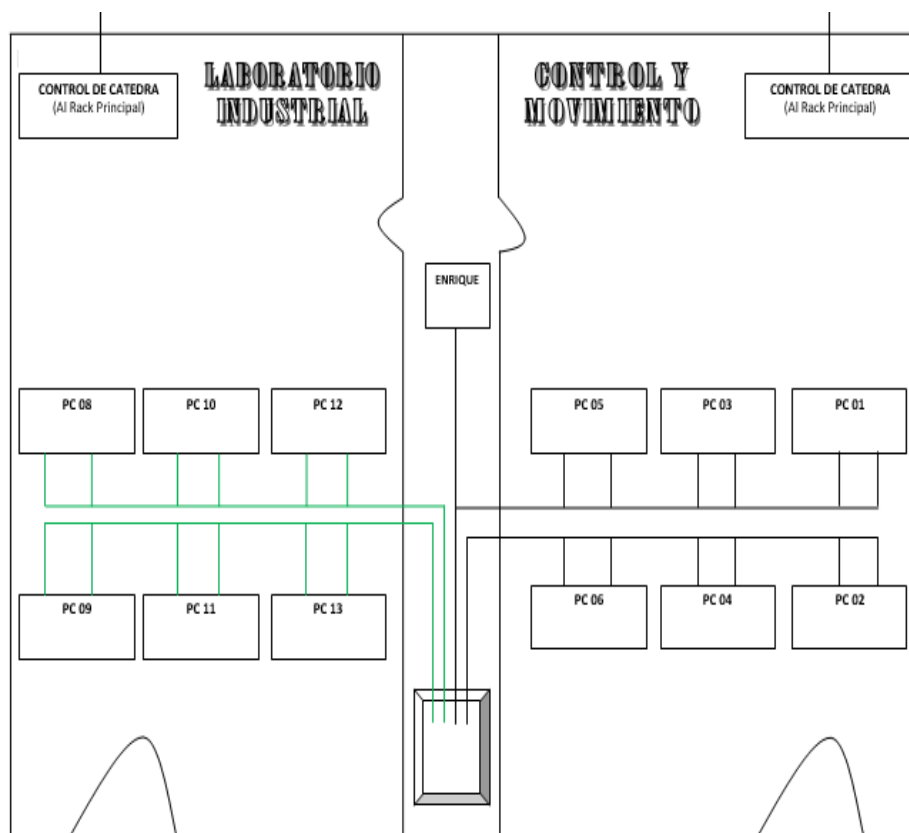 CONTROL DE CATEDRA
(Al Rack Principal)
LABORATORIO
INDUSTRIAL
CONTROL Y
MOVIMIENTO
CONTROL DE CATEDRA
(Al Rack Principal)
ENRIQUE
PC 08
PC 10
PC 12
PC 05
PC 03
PC 01
PC 09
PC 11
PC 13
PC 06
PC 04
PC 02